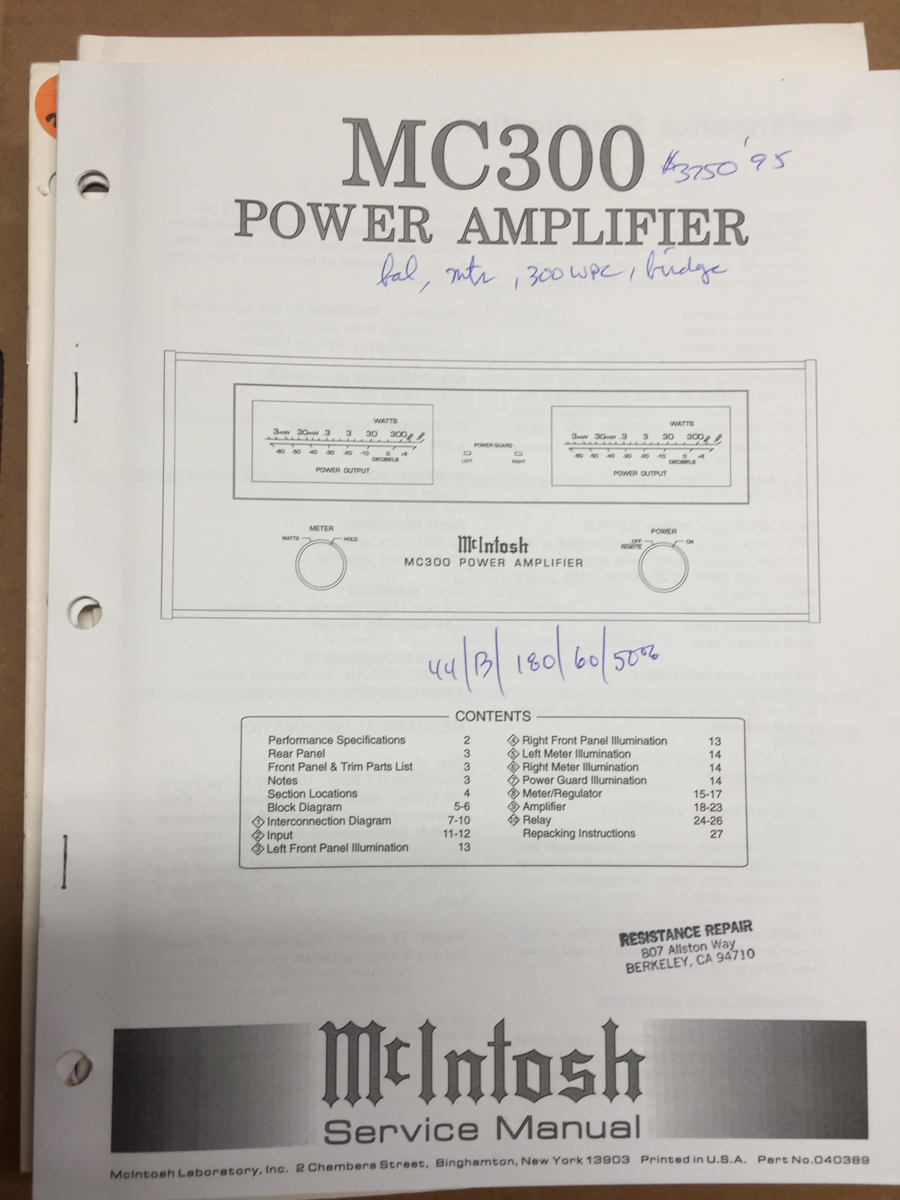 MC300 $3750 '95
POWER AMPLIFIER
bal, mtr, 300WPC, bridge
WATTS
3mW 30mW .3 3 30 300
-60 -50 -40 -30 -20 -10 0 +6
DECIBELS
POWER OUTPUT
POWER GUARD
LEFT RIGHT
WATTS
3mW 30mW .3 3 30 300
-60 -50 -40 -30 -20 -10 0 +6
DECIBELS
POWER OUTPUT
METER
WATTS HOLD
McIntosh
MC300 POWER AMPLIFIER
POWER
OFF
REMOTE ON
44/B/180/60/50%
CONTENTS
Performance Specifications 2
Rear Panel 3
Front Panel & Trim Parts List 3
Notes 3
Section Locations 4
Block Diagram 5-6
1 Interconnection Diagram 7-10
2 Input 11-12
3 Left Front Panel Illumination 13
4 Right Front Panel Illumination 13
5 Left Meter Illumination 14
6 Right Meter Illumination 14
7 Power Guard Illumination 14
8 Meter/Regulator 15-17
9 Amplifier 18-23
10 Relay 24-26
Repacking Instructions 27
RESISTANCE REPAIR
807 Allston Way
BERKELEY, CA 94710
McIntosh
Service Manual
McIntosh Laboratory, Inc. 2 Chambers Street, Binghamton, New York 13903 Printed in U.S.A. Part No.040389